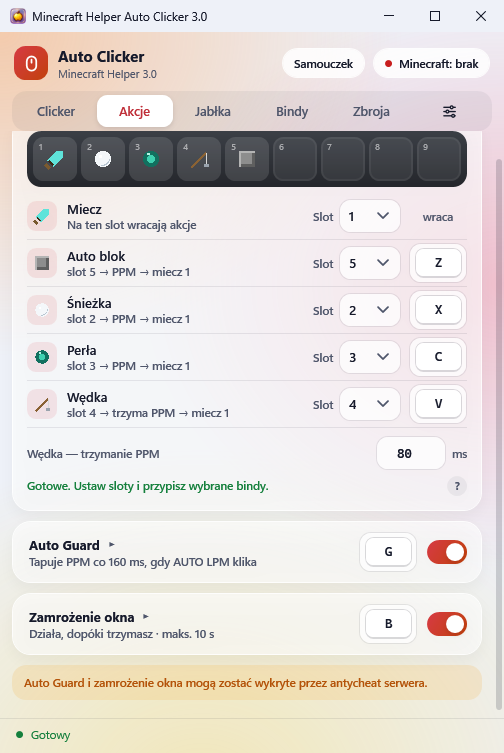 Minecraft Helper Auto Clicker 3.0
Auto Clicker
Minecraft Helper 3.0
Samouczek
Minecraft: brak
Clicker
Akcje
Jabłka
Bindy
Zbroja
1 2 3 4 5 6 7 8 9
Miecz
Na ten slot wracają akcje
Slot 1 wraca
Auto blok
slot 5 → PPM → miecz 1
Slot 5 Z
Śnieżka
slot 2 → PPM → miecz 1
Slot 2 X
Perła
slot 3 → PPM → miecz 1
Slot 3 C
Wędka
slot 4 → trzyma PPM → miecz 1
Slot 4 V
Wędka — trzymanie PPM 80 ms
Gotowe. Ustaw sloty i przypisz wybrane bindy. ?
Auto Guard
Tapuje PPM co 160 ms, gdy AUTO LPM klika
G
Zamrożenie okna
Działa, dopóki trzymasz · maks. 10 s
B
Auto Guard i zamrożenie okna mogą zostać wykryte przez antycheat serwera.
Gotowy